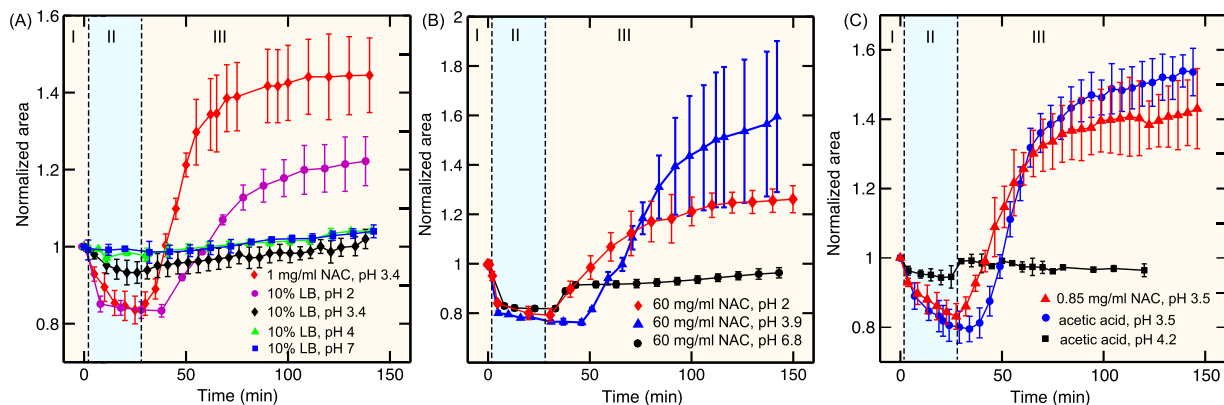 (A)
I
II
III
Normalized area
1.6
1.4
1.2
1
0.8
0
50
100
150
Time (min)
1 mg/ml NAC, pH 3.4
10% LB, pH 2
10% LB, pH 3.4
10% LB, pH 4
10% LB, pH 7
(B)
I
II
III
Normalized area
2
1.8
1.6
1.4
1.2
1
0.8
0.6
0
50
100
150
Time (min)
60 mg/ml NAC, pH 2
60 mg/ml NAC, pH 3.9
60 mg/ml NAC, pH 6.8
(C)
I
II
III
Normalized area
1.6
1.4
1.2
1
0.8
0
50
100
150
Time (min)
0.85 mg/ml NAC, pH 3.5
acetic acid, pH 3.5
acetic acid, pH 4.2